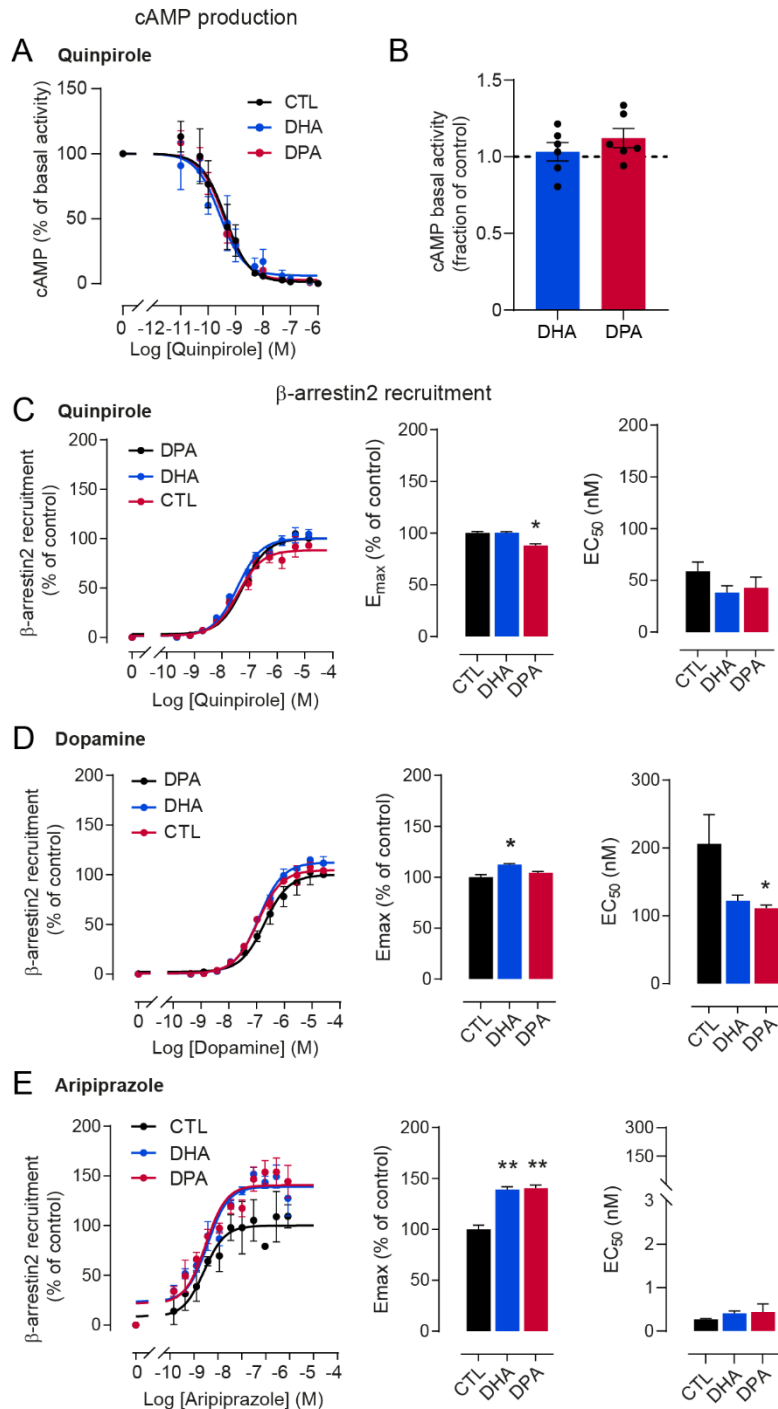 cAMP production
A Quinpirole
cAMP (% of basal activity)
150
100
50
0
CTL
DHA
DPA
0 -12 -11 -10 -9 -8 -7 -6
Log [Quinpirole] (M)
B
cAMP basal activity
(fraction of control)
1.5
1.0
0.5
0
DHA DPA
β-arrestin2 recruitment
C Quinpirole
β-arrestin2 recruitment
(% of control)
200
150
100
50
0
DPA
DHA
CTL
0 -10 -9 -8 -7 -6 -5 -4
Log [Quinpirole] (M)
Emax (% of control)
200
150
100
50
0
*
CTL DHA DPA
EC50 (nM)
200
150
100
50
0
CTL DHA DPA
D Dopamine
β-arrestin2 recruitment
(% of control)
200
150
100
50
0
DPA
DHA
CTL
0 -10 -9 -8 -7 -6 -5 -4
Log [Dopamine] (M)
Emax (% of control)
200
150
100
50
0
*
CTL DHA DPA
EC50 (nM)
300
200
100
0
*
CTL DHA DPA
E Aripiprazole
β-arrestin2 recruitment
(% of control)
200
150
100
50
0
CTL
DHA
DPA
0 -10 -9 -8 -7 -6 -5 -4
Log [Aripiprazole] (M)
Emax (% of control)
200
150
100
50
0
** **
CTL DHA DPA
EC50 (nM)
300
150
3
2
1
0
CTL DHA DPA